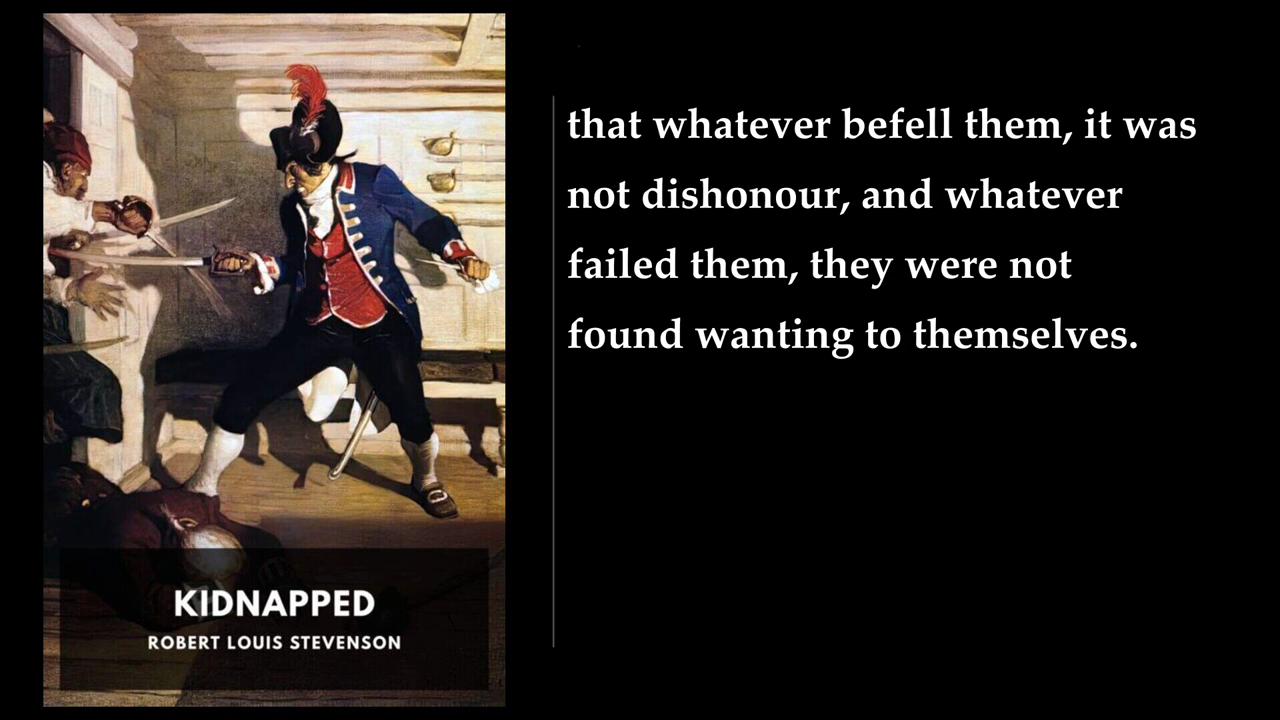 that whatever befell them, it was
not dishonour, and whatever
failed them, they were not
found wanting to themselves.
KIDNAPPED
ROBERT LOUIS STEVENSON